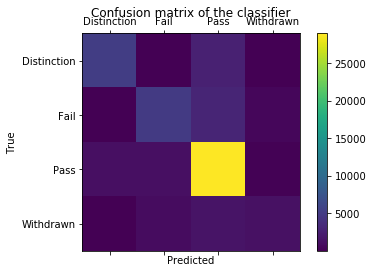 Confusion matrix of the classifier
Distinction Fail Pass Withdrawn
Distinction
Fail
Pass
Withdrawn
True
Predicted
25000
20000
15000
10000
5000